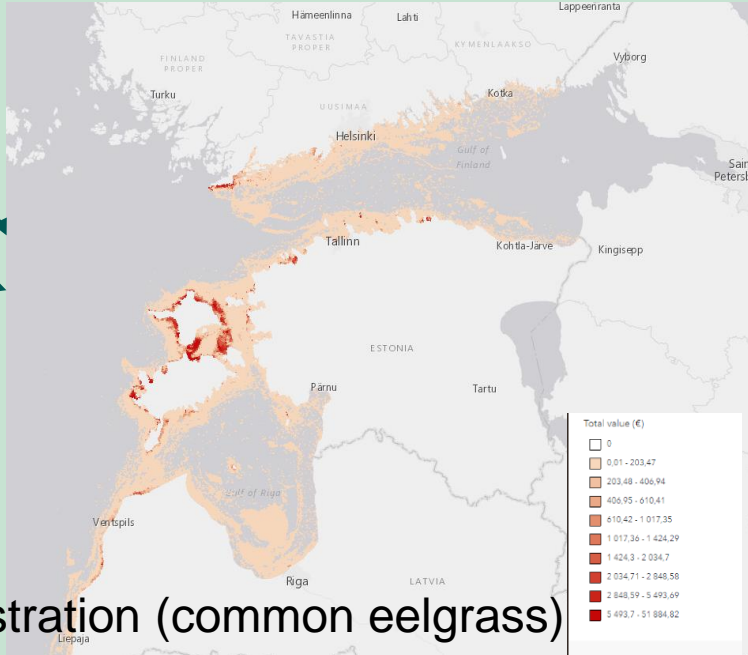 Lappeenranta
Hämeenlinna
Lahti
TAVASTIA
PROPER
KYMENLAAKSO
FINLAND
PROPER
Vyborg
Turku
Kotka
UUSIMAA
Helsinki
Gulf of
Finland
Sain
Petersb
Tallinn
Kohtla-Järve
Kingisepp
ESTONIA
Pärnu
Tartu
Total value (€)
0
0,01 - 203,47
203,48 - 406,94
406,95 - 610,41
610,42 - 1 017,35
1 017,36 - 1 424,29
1 424,3 - 2 034,7
2 034,71 - 2 848,58
2 848,59 - 5 493,69
5 493,7 - 51 884,82
Gulf of Riga
Ventspils
Riga
LATVIA
stration (common eelgrass)
Liepaja